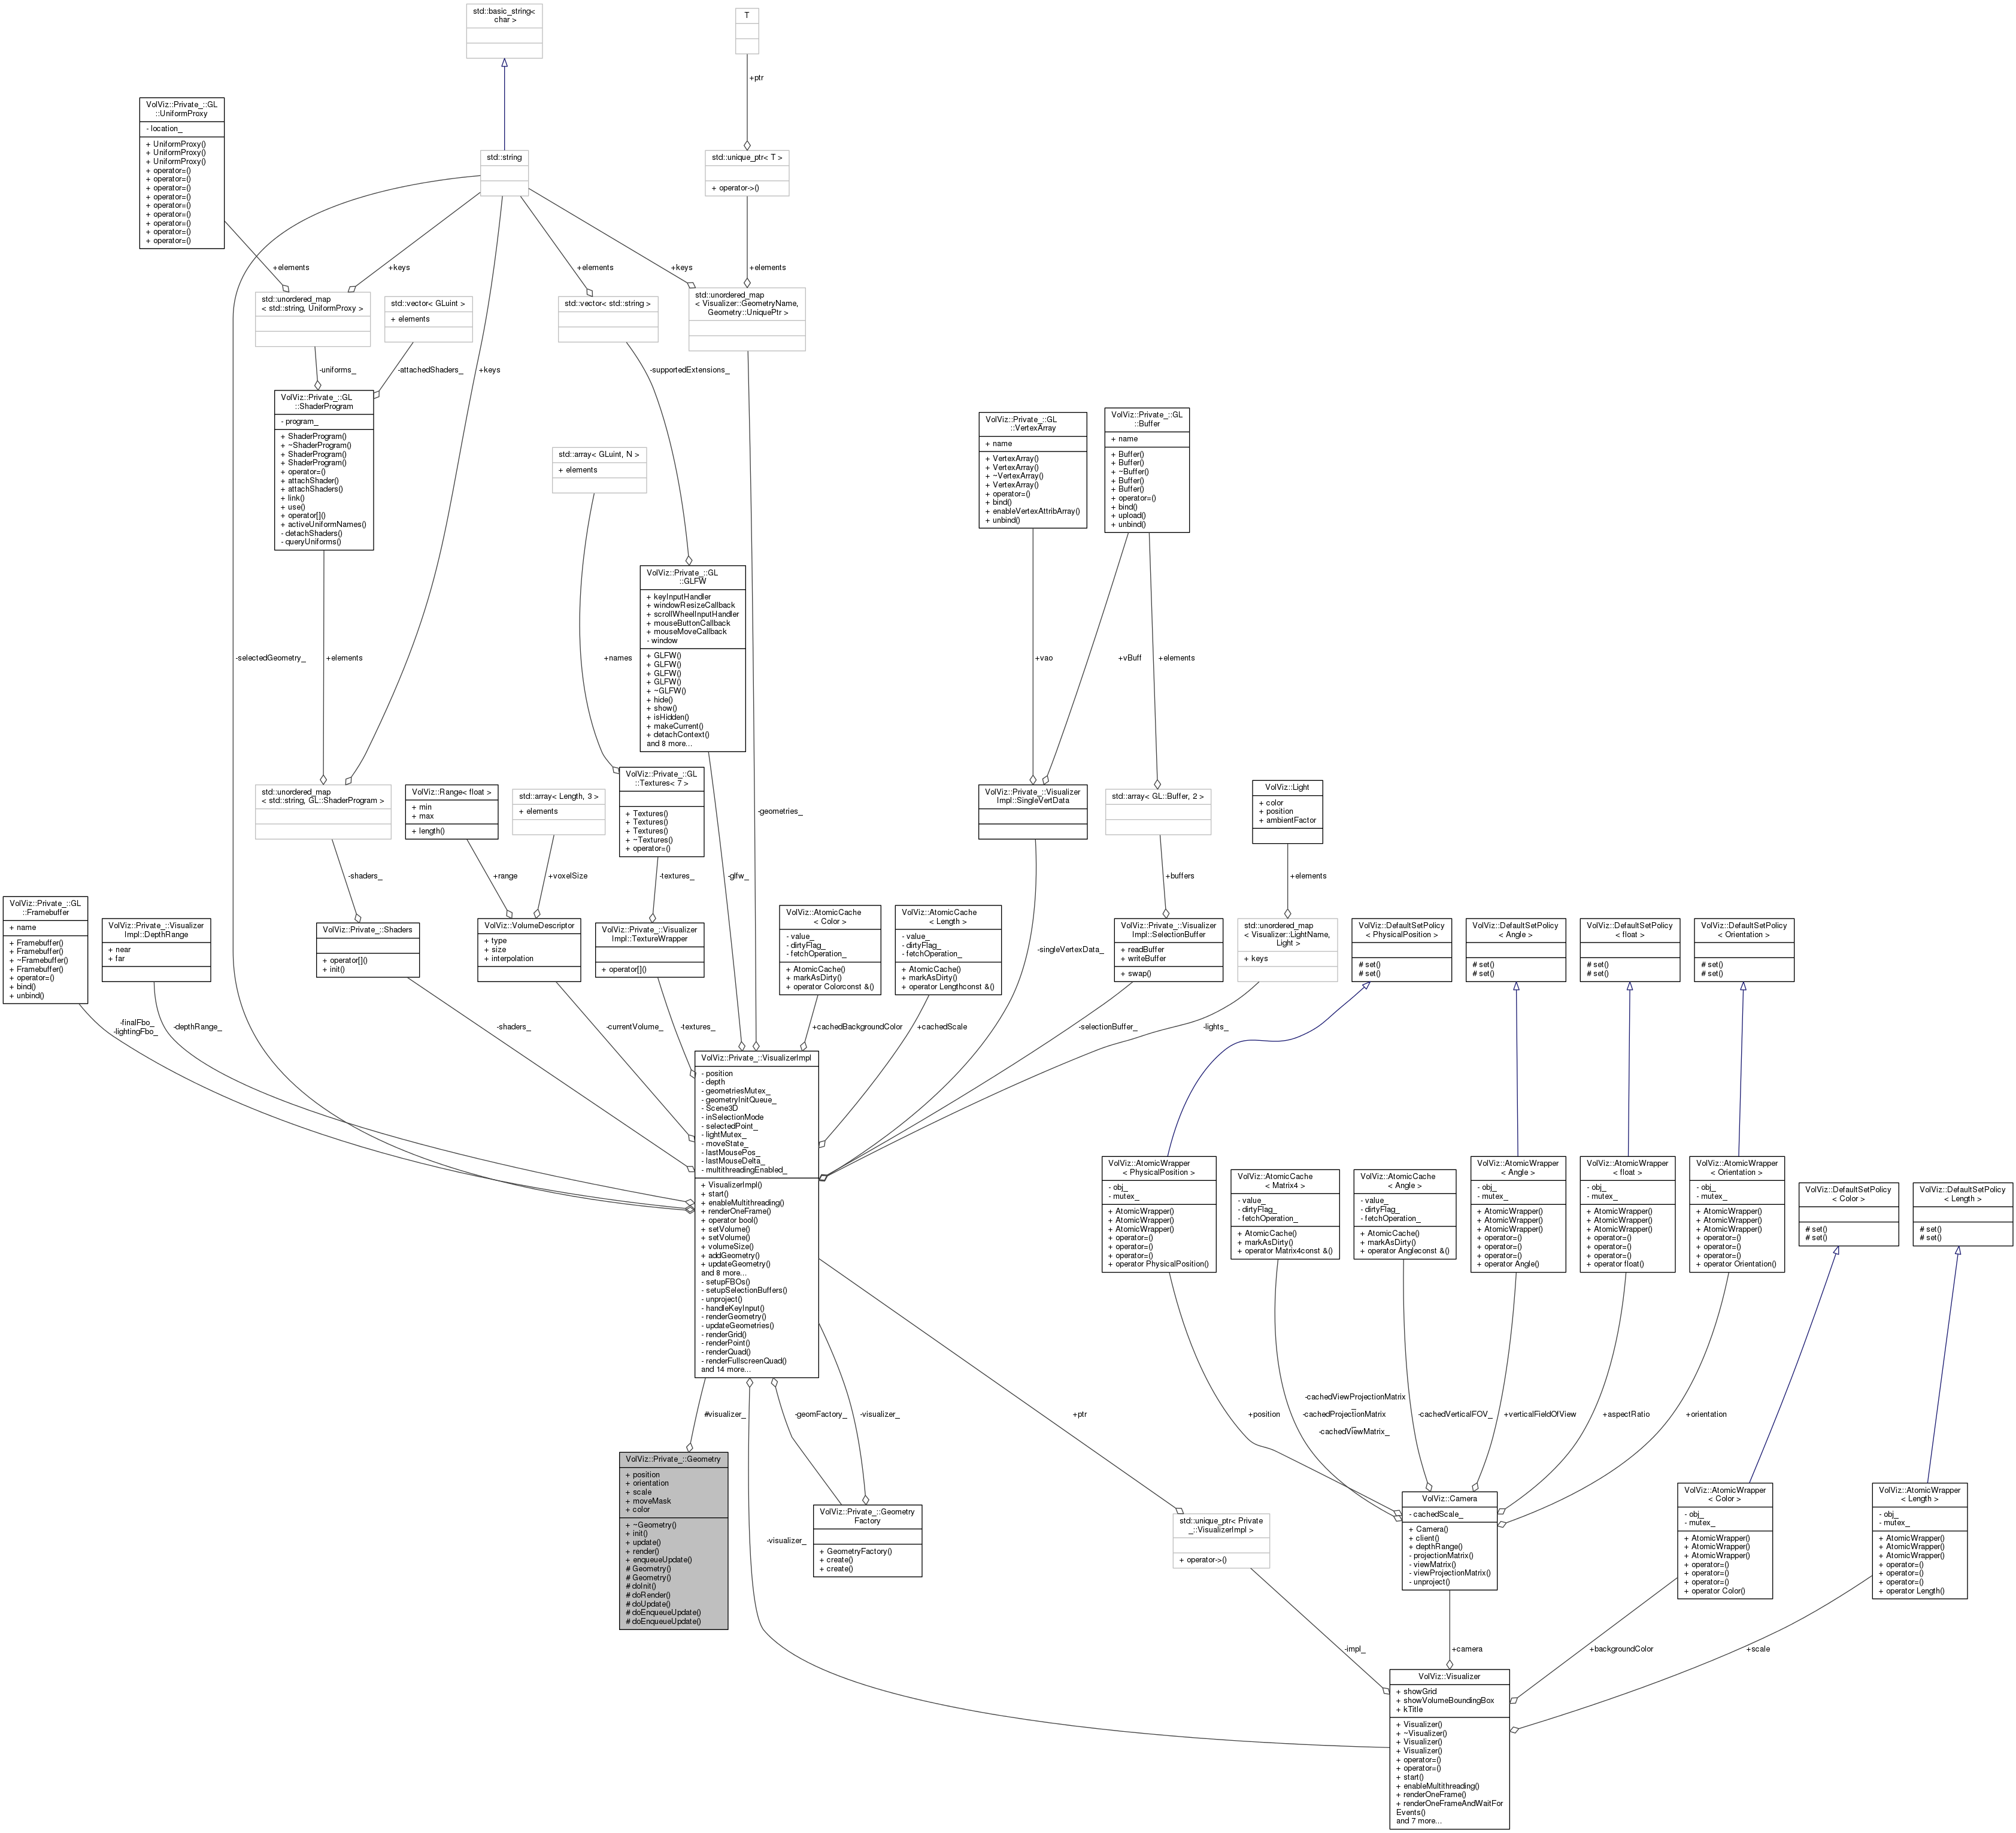 std::basic_string<
char >
T
+ptr
VolViz::Private_::GL
::UniformProxy
- location_
+ UniformProxy()
+ UniformProxy()
+ UniformProxy()
+ operator=()
+ operator=()
+ operator=()
+ operator=()
+ operator=()
+ operator=()
+ operator=()
+ operator=()
+ operator=()
std::string
std::unique_ptr< T >
+ operator->()
+elements
+keys
+elements
+keys
+elements
std::unordered_map
< std::string, UniformProxy >
std::vector< GLuint >
+ elements
std::vector< std::string >
std::unordered_map
< Visualizer::GeometryName,
Geometry::UniquePtr >
-uniforms_
-attachedShaders_
+keys
-supportedExtensions_
VolViz::Private_::GL
::ShaderProgram
- program_
+ ShaderProgram()
+ ~ShaderProgram()
+ ShaderProgram()
+ ShaderProgram()
+ operator=()
+ attachShader()
+ attachShaders()
+ link()
+ use()
+ operator[]()
+ activeUniformNames()
- detachShaders()
- queryUniforms()
std::array< GLuint, N >
+ elements
VolViz::Private_::GL
::VertexArray
+ name
+ VertexArray()
+ VertexArray()
+ ~VertexArray()
+ VertexArray()
+ operator=()
+ bind()
+ enableVertexAttribArray()
+ unbind()
VolViz::Private_::GL
::Buffer
+ name
+ Buffer()
+ Buffer()
+ ~Buffer()
+ Buffer()
+ Buffer()
+ operator=()
+ bind()
+ upload()
+ unbind()
VolViz::Private_::GL
::GLFW
+ keyInputHandler
+ windowResizeCallback
+ scrollWheelInputHandler
+ mouseButtonCallback
+ mouseMoveCallback
- window
+ GLFW()
+ GLFW()
+ GLFW()
+ GLFW()
+ ~GLFW()
+ hide()
+ show()
+ isHidden()
+ makeCurrent()
+ detachContext()
and 8 more...
-selectedGeometry_
+elements
+names
+vao
+vBuff
+elements
std::unordered_map
< std::string, GL::ShaderProgram >
VolViz::Range< float >
+ min
+ max
+ length()
std::array< Length, 3 >
+ elements
VolViz::Private_::GL
::Textures< 7 >
+ Textures()
+ Textures()
+ Textures()
+ ~Textures()
+ operator=()
-geometries_
VolViz::Private_::Visualizer
Impl::SingleVertData
std::array< GL::Buffer, 2 >
VolViz::Light
+ color
+ position
+ ambientFactor
-shaders_
+range
+voxelSize
-textures_
-glfw_
+buffers
+elements
VolViz::Private_::GL
::Framebuffer
+ name
+ Framebuffer()
+ Framebuffer()
+ ~Framebuffer()
+ Framebuffer()
+ operator=()
+ bind()
+ unbind()
VolViz::Private_::Visualizer
Impl::DepthRange
+ near
+ far
VolViz::Private_::Shaders
+ operator[]()
+ init()
VolViz::VolumeDescriptor
+ type
+ size
+ interpolation
VolViz::Private_::Visualizer
Impl::TextureWrapper
+ operator[]()
VolViz::AtomicCache
< Color >
- value_
- dirtyFlag_
- fetchOperation_
+ AtomicCache()
+ markAsDirty()
+ operator Colorconst &()
VolViz::AtomicCache
< Length >
- value_
- dirtyFlag_
- fetchOperation_
+ AtomicCache()
+ markAsDirty()
+ operator Lengthconst &()
-singleVertexData_
VolViz::Private_::Visualizer
Impl::SelectionBuffer
+ readBuffer
+ writeBuffer
+ swap()
std::unordered_map
< Visualizer::LightName,
Light >
+ keys
VolViz::DefaultSetPolicy
< PhysicalPosition >
# set()
# set()
VolViz::DefaultSetPolicy
< Angle >
# set()
# set()
VolViz::DefaultSetPolicy
< float >
# set()
# set()
VolViz::DefaultSetPolicy
< Orientation >
# set()
# set()
-finalFbo_
-lightingFbo_
-depthRange_
-shaders_
-currentVolume_
-textures_
+cachedBackgroundColor
+cachedScale
-selectionBuffer_
-lights_
VolViz::Private_::VisualizerImpl
- position
- depth
- geometriesMutex_
- geometryInitQueue_
- Scene3D
- inSelectionMode
- selectedPoint_
- lightMutex_
- moveState_
- lastMousePos_
- lastMouseDelta_
- multithreadingEnabled_
+ VisualizerImpl()
+ start()
+ enableMultithreading()
+ renderOneFrame()
+ operator bool()
+ setVolume()
+ setVolume()
+ volumeSize()
+ addGeometry()
+ updateGeometry()
and 8 more...
- setupFBOs()
- setupSelectionBuffers()
- unproject()
- handleKeyInput()
- renderGeometry()
- updateGeometries()
- renderGrid()
- renderPoint()
- renderQuad()
- renderFullscreenQuad()
and 14 more...
VolViz::AtomicWrapper
< PhysicalPosition >
- obj_
- mutex_
+ AtomicWrapper()
+ AtomicWrapper()
+ AtomicWrapper()
+ operator=()
+ operator=()
+ operator=()
+ operator PhysicalPosition()
VolViz::AtomicCache
< Matrix4 >
- value_
- dirtyFlag_
- fetchOperation_
+ AtomicCache()
+ markAsDirty()
+ operator Matrix4const &()
VolViz::AtomicCache
< Angle >
- value_
- dirtyFlag_
- fetchOperation_
+ AtomicCache()
+ markAsDirty()
+ operator Angleconst &()
VolViz::AtomicWrapper
< Angle >
- obj_
- mutex_
+ AtomicWrapper()
+ AtomicWrapper()
+ AtomicWrapper()
+ operator=()
+ operator=()
+ operator=()
+ operator Angle()
VolViz::AtomicWrapper
< float >
- obj_
- mutex_
+ AtomicWrapper()
+ AtomicWrapper()
+ AtomicWrapper()
+ operator=()
+ operator=()
+ operator=()
+ operator float()
VolViz::AtomicWrapper
< Orientation >
- obj_
- mutex_
+ AtomicWrapper()
+ AtomicWrapper()
+ AtomicWrapper()
+ operator=()
+ operator=()
+ operator=()
+ operator Orientation()
VolViz::DefaultSetPolicy
< Color >
# set()
# set()
VolViz::DefaultSetPolicy
< Length >
# set()
# set()
#visualizer_
-geomFactory_
-visualizer_
+ptr
+position
-cachedViewProjectionMatrix
_
-cachedProjectionMatrix
_
-cachedViewMatrix_
-cachedVerticalFOV_
+verticalFieldOfView
+aspectRatio
+orientation
VolViz::Private_::Geometry
+ position
+ orientation
+ scale
+ moveMask
+ color
+ ~Geometry()
+ init()
+ update()
+ render()
+ enqueueUpdate()
# Geometry()
# Geometry()
# doInit()
# doRender()
# doUpdate()
# doEnqueueUpdate()
# doEnqueueUpdate()
-visualizer_
VolViz::Private_::Geometry
Factory
+ GeometryFactory()
+ create()
+ create()
std::unique_ptr< Private
_::VisualizerImpl >
+ operator->()
VolViz::Camera
- cachedScale_
+ Camera()
+ client()
+ depthRange()
- projectionMatrix()
- viewMatrix()
- viewProjectionMatrix()
- unproject()
VolViz::AtomicWrapper
< Color >
- obj_
- mutex_
+ AtomicWrapper()
+ AtomicWrapper()
+ AtomicWrapper()
+ operator=()
+ operator=()
+ operator=()
+ operator Color()
VolViz::AtomicWrapper
< Length >
- obj_
- mutex_
+ AtomicWrapper()
+ AtomicWrapper()
+ AtomicWrapper()
+ operator=()
+ operator=()
+ operator=()
+ operator Length()
-impl_
+camera
+backgroundColor
+scale
VolViz::Visualizer
+ showGrid
+ showVolumeBoundingBox
+ kTitle
+ Visualizer()
+ ~Visualizer()
+ Visualizer()
+ Visualizer()
+ operator=()
+ operator=()
+ start()
+ enableMultithreading()
+ renderOneFrame()
+ renderOneFrameAndWaitFor
Events()
and 7 more...